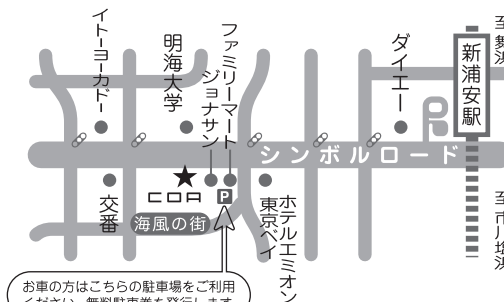 イトーヨーカドー
明海大学
ファミリーマート
ジョナサン
ダイエー
新浦安駅
至舞浜
シンボルロード
交番
COA
海風の街
P
東京ベイ
ホテルエミオン
至市川塩浜
お車の方はこちらの駐車場をご利用
ください。無料駐車券を発行します